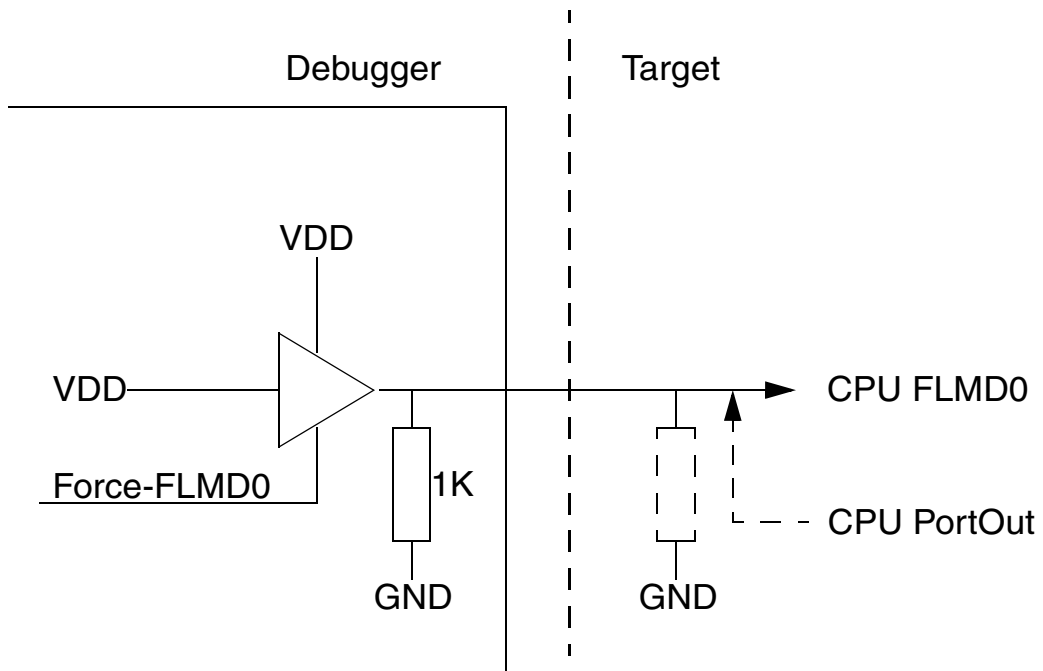 Debugger
Target
VDD
VDD
CPU FLMD0
Force-FLMD0
1K
CPU PortOut
GND
GND